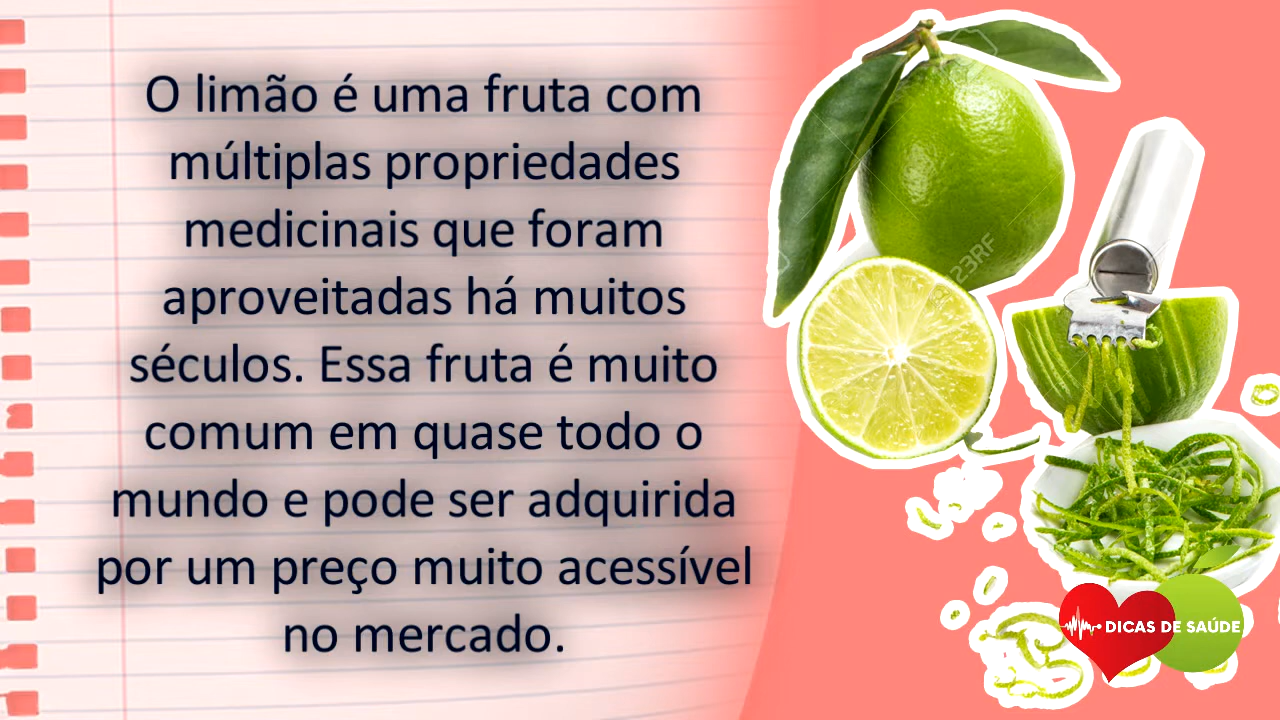 O limão é uma fruta com
múltiplas propriedades
medicinais que foram
aproveitadas há muitos
séculos. Essa fruta é muito
comum em quase todo o
mundo e pode ser adquirida
por um preço muito acessível
no mercado.
123RF
DICAS DE SAÚDE